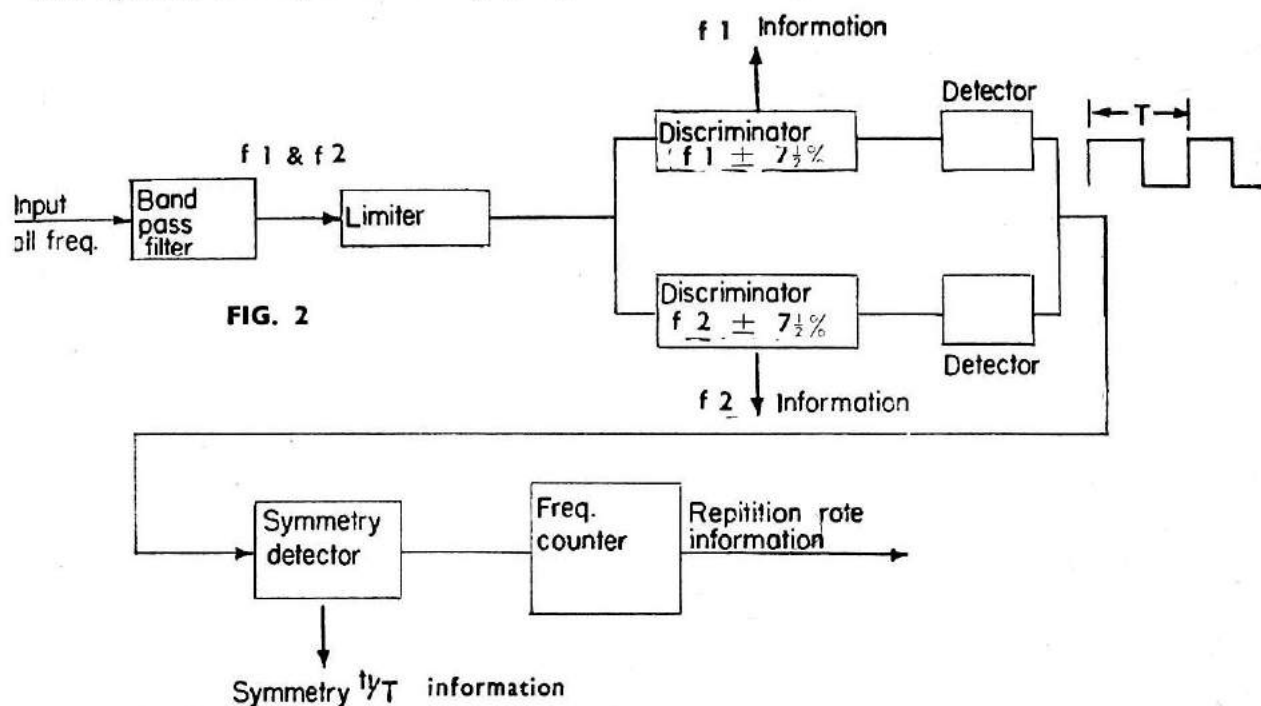 f 1 Information
Detector
T
Discriminator
f 1 ± 7½%
f 1 & f 2
Input
all freq.
Band
pass
filter
Limiter
FIG. 2
Discriminator
f 2 ± 7½%
Detector
f 2 Information
Symmetry
detector
Freq.
counter
Repitition rate
information
Symmetry T information